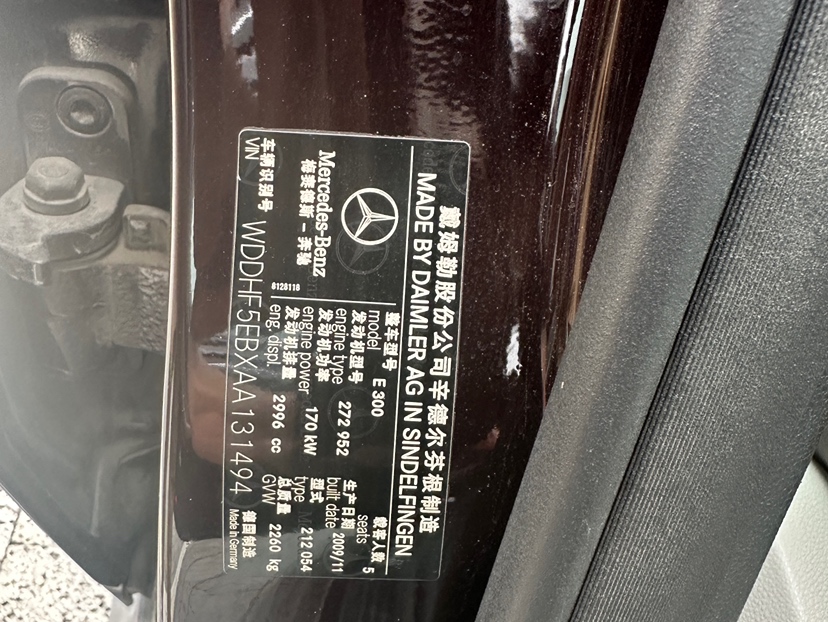 戴姆勒股份公司辛德尔芬根制造
MADE BY DAIMLER AG IN SINDELFINGEN
Mercedes-Benz
梅赛德斯－奔驰
8128118
整车型号
model E 300
载客人数
seats 5
发动机型号
engine type 272 952
生产日期
built date 2009/11
发动机功率
engine power 170 kW
型式
type M 212 054
发动机排量
eng. displ. 2996 cc
总质量
GVW 2260 kg
车辆识别号
VIN WDDHF5EBXAA131494
德国制造
Made in Germany